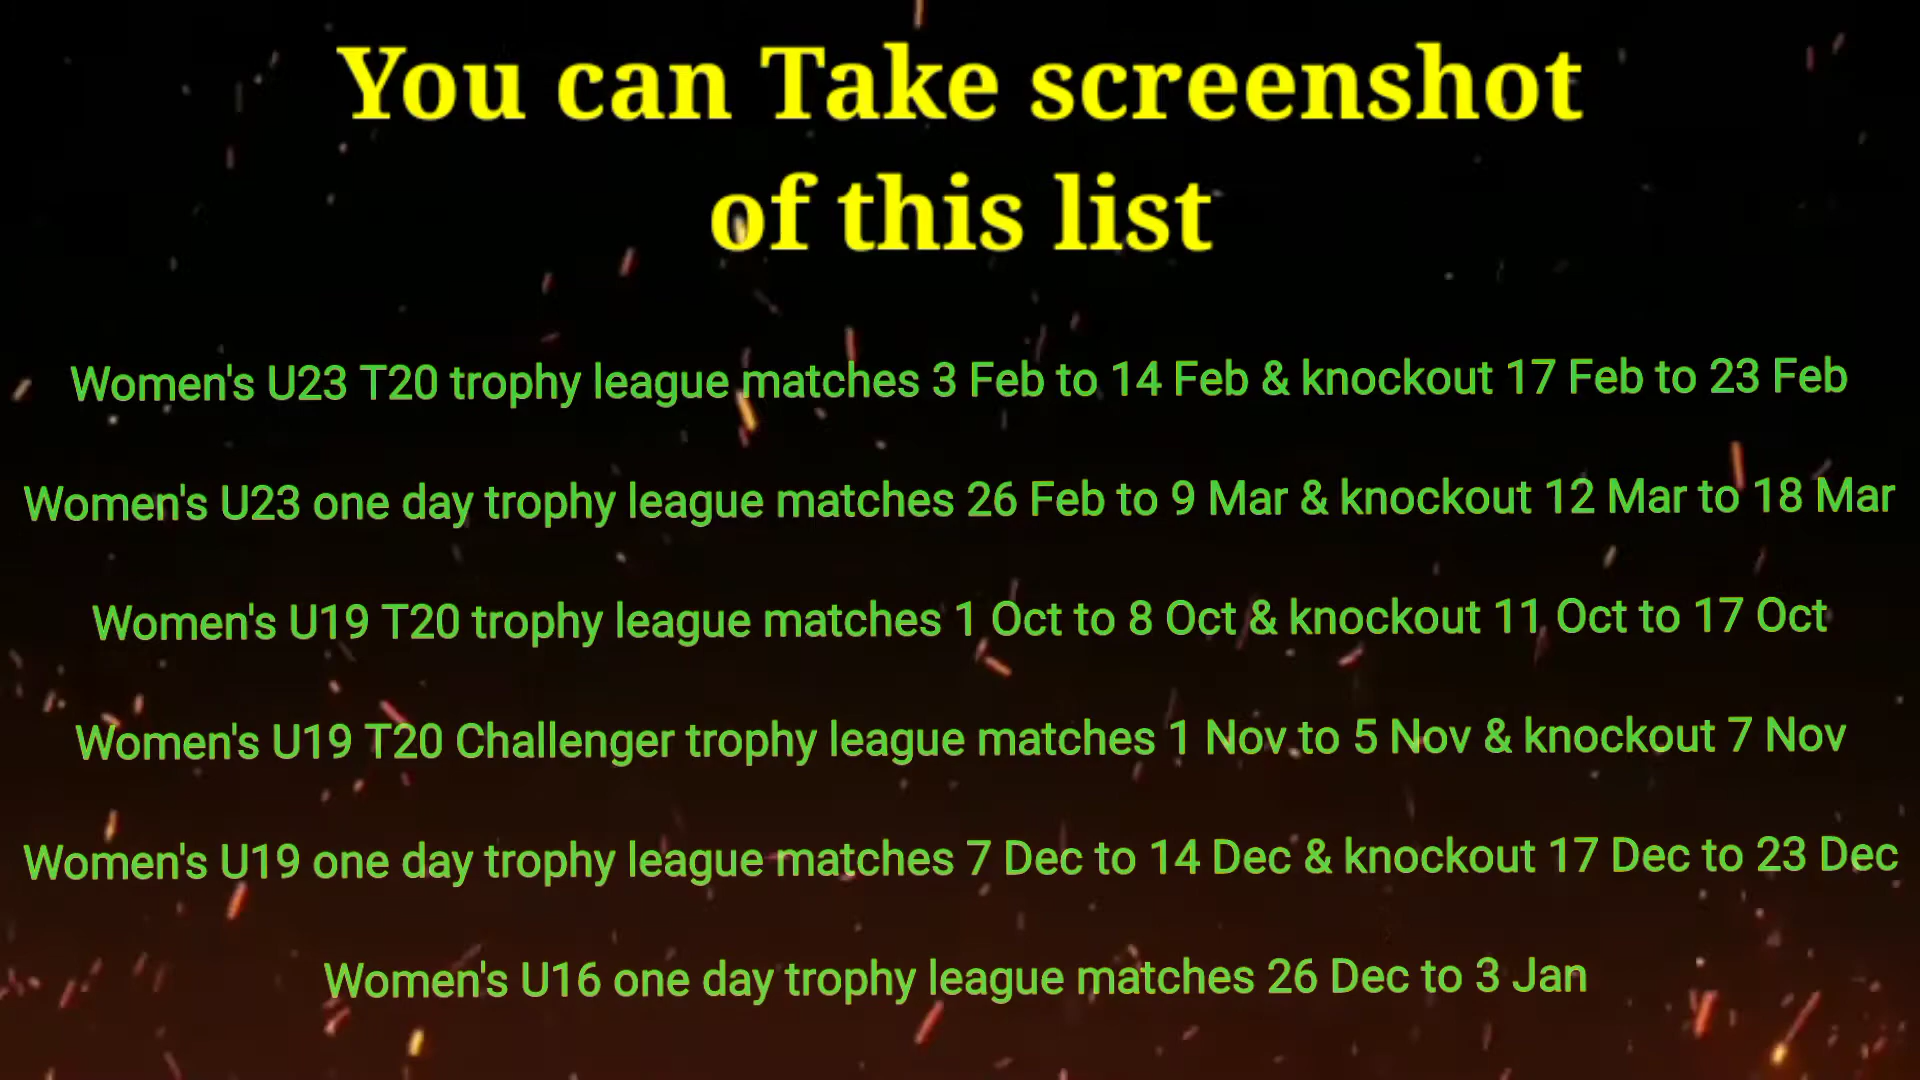 You can Take screenshot
of this list
Women's U23 T20 trophy league matches 3 Feb to 14 Feb & knockout 17 Feb to 23 Feb
Women's U23 one day trophy league matches 26 Feb to 9 Mar & knockout 12 Mar to 18 Mar
Women's U19 T20 trophy league matches 1 Oct to 8 Oct & knockout 11 Oct to 17 Oct
Women's U19 T20 Challenger trophy league matches 1 Nov to 5 Nov & knockout 7 Nov
Women's U19 one day trophy league matches 7 Dec to 14 Dec & knockout 17 Dec to 23 Dec
Women's U16 one day trophy league matches 26 Dec to 3 Jan